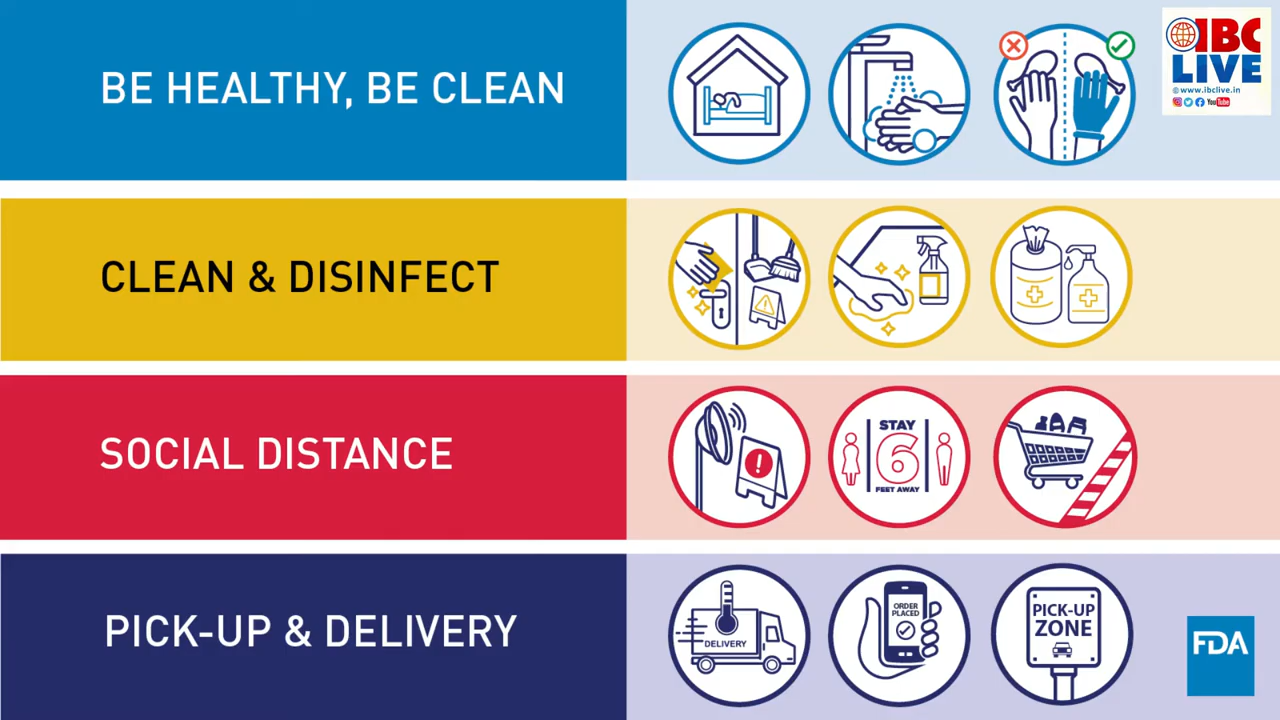 BE HEALTHY, BE CLEAN
IBC
LIVE
©www.ibclive.in
YouTube
CLEAN & DISINFECT
SOCIAL DISTANCE
STAY
6
FEET AWAY
PICK-UP & DELIVERY
DELIVERY
ORDER
PLACED
PICK-UP
ZONE
FDA